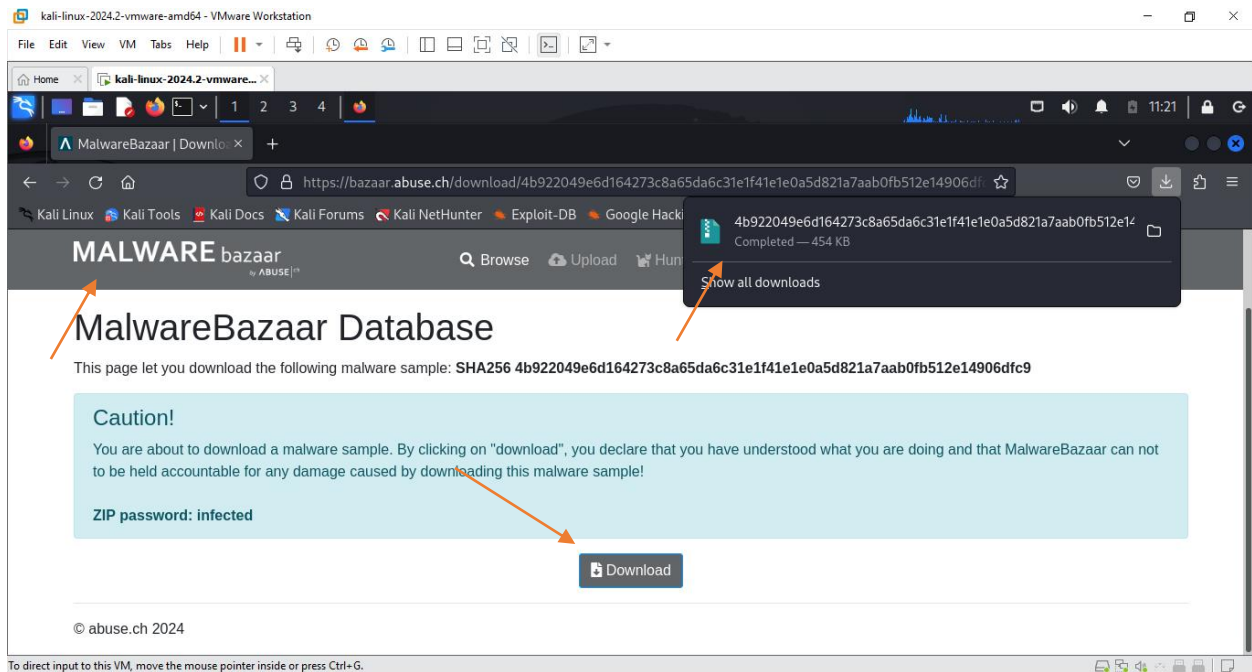 kali-linux-2024.2-vmware-amd64 - VMware Workstation
File Edit View VM Tabs Help
Home kali-linux-2024.2-vmware...
1 2 3 4 11:21
MalwareBazaar | Downlo
https://bazaar.abuse.ch/download/4b922049e6d164273c8a65da6c31e1f41e1e0a5d821a7aab0fb512e14906df
Kali Linux Kali Tools Kali Docs Kali Forums Kali NetHunter Exploit-DB Google Hacki
4b922049e6d164273c8a65da6c31e1f41e1e0a5d821a7aab0fb512e14
Completed — 454 KB
Show all downloads
MALWARE bazaar
by ABUSE|ch
Browse Upload Hun
MalwareBazaar Database
This page let you download the following malware sample: SHA256 4b922049e6d164273c8a65da6c31e1f41e1e0a5d821a7aab0fb512e14906dfc9
Caution!
You are about to download a malware sample. By clicking on "download", you declare that you have understood what you are doing and that MalwareBazaar can not
to be held accountable for any damage caused by downloading this malware sample!
ZIP password: infected
Download
© abuse.ch 2024
To direct input to this VM, move the mouse pointer inside or press Ctrl+G.